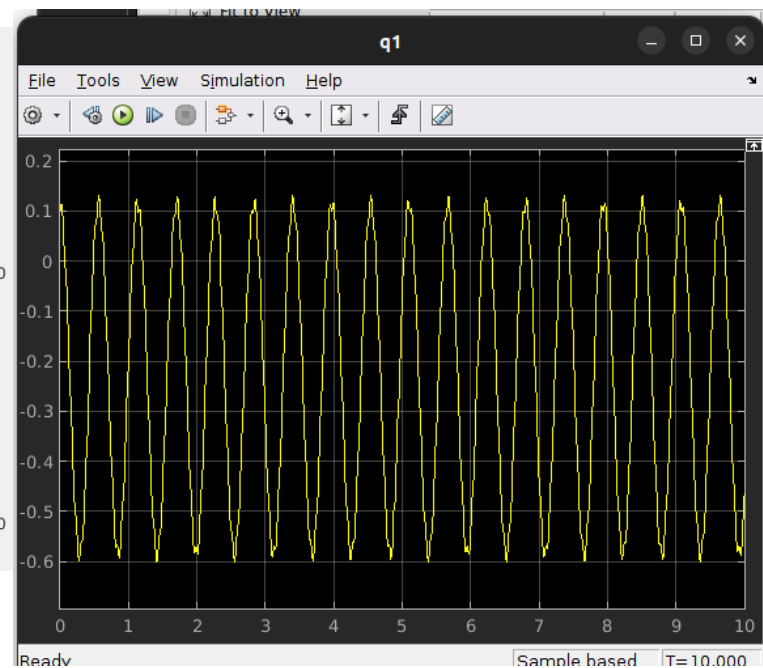 Fit to View
q1
File Tools View Simulation Help
0.2
0.1
0
-0.1
-0.2
-0.3
-0.4
-0.5
-0.6
0 1 2 3 4 5 6 7 8 9 10
0
0
Ready Sample based T=10.000